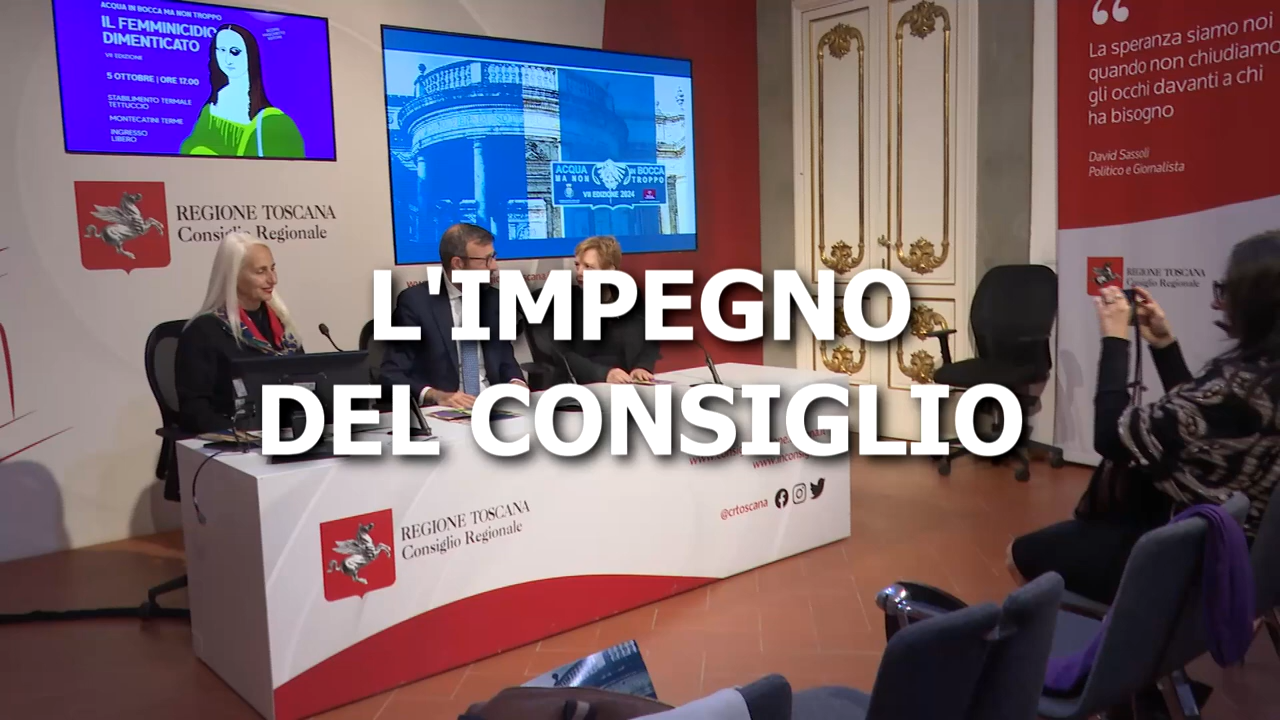 ACQUA IN BOCCA MA NON TROPPO
IL FEMMINICIDIO
DIMENTICATO
VII EDIZIONE
5 OTTOBRE | ORE 17.00
STABILIMENTO TERMALE
TETTUCCIO
MONTECATINI TERME
INGRESSO
LIBERO
ACQUA IN BOCCA
MA NON TROPPO
VII EDIZIONE 2024
REGIONE TOSCANA
Consiglio Regionale
“
La speranza siamo noi
quando non chiudiamo
gli occhi davanti a chi
ha bisogno
David Sassoli
Politico e Giornalista
REGIONE TOSCANA
Consiglio Regionale
L'IMPEGNO
DEL CONSIGLIO
@crtoscana
REGIONE TOSCANA
Consiglio Regionale